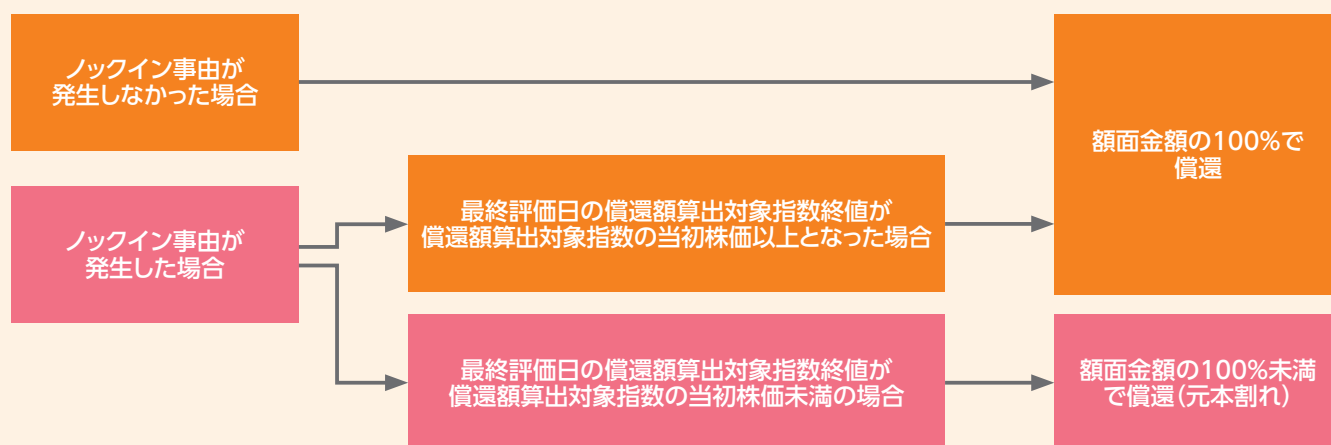 ノックイン事由が
発生しなかった場合
額面金額の100%で
償還
最終評価日の償還額算出対象指数終値が
償還額算出対象指数の当初株価以上となった場合
ノックイン事由が
発生した場合
最終評価日の償還額算出対象指数終値が
償還額算出対象指数の当初株価未満の場合
額面金額の100%未満
で償還(元本割れ)